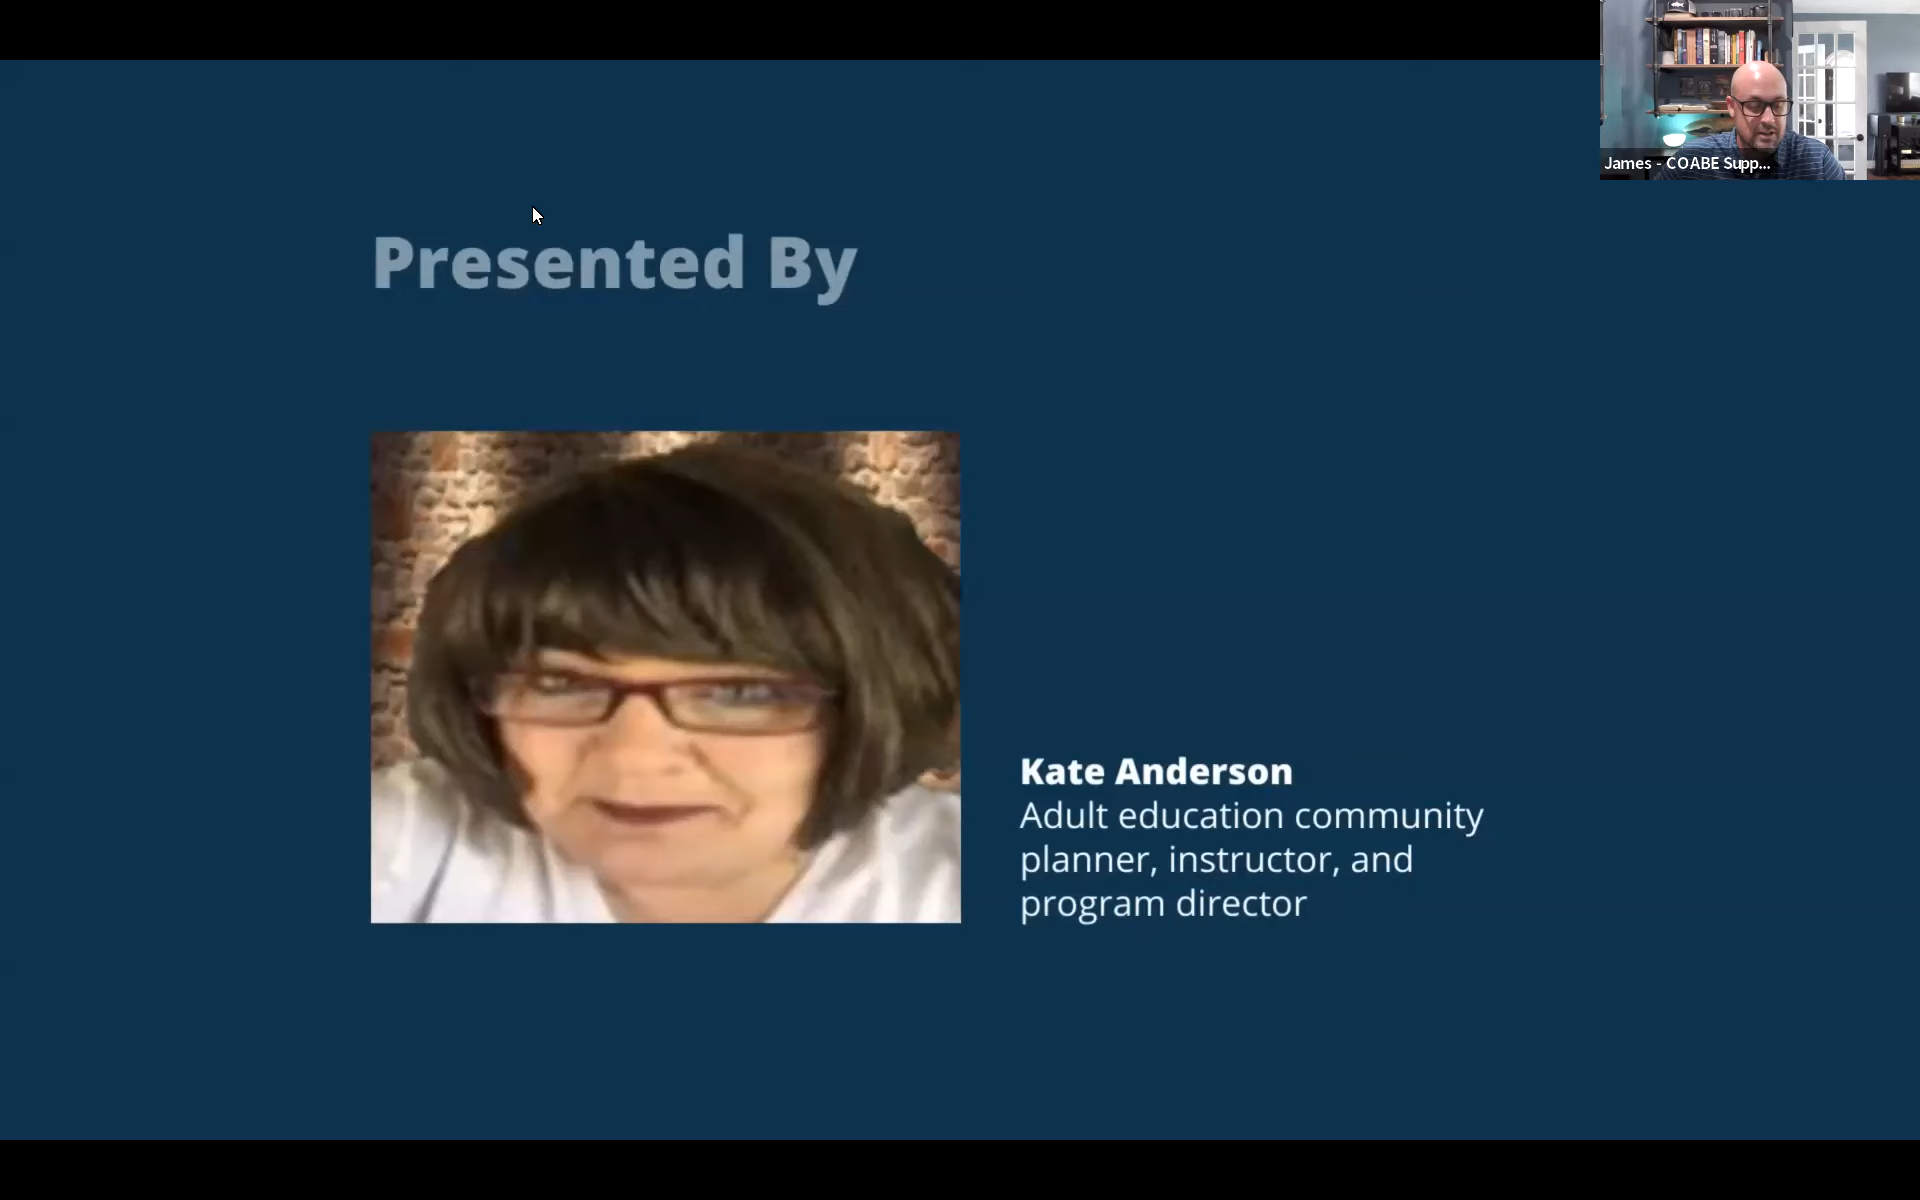 James - COABE Supp...
Presented By
Kate Anderson
Adult education community
planner, instructor, and
program director